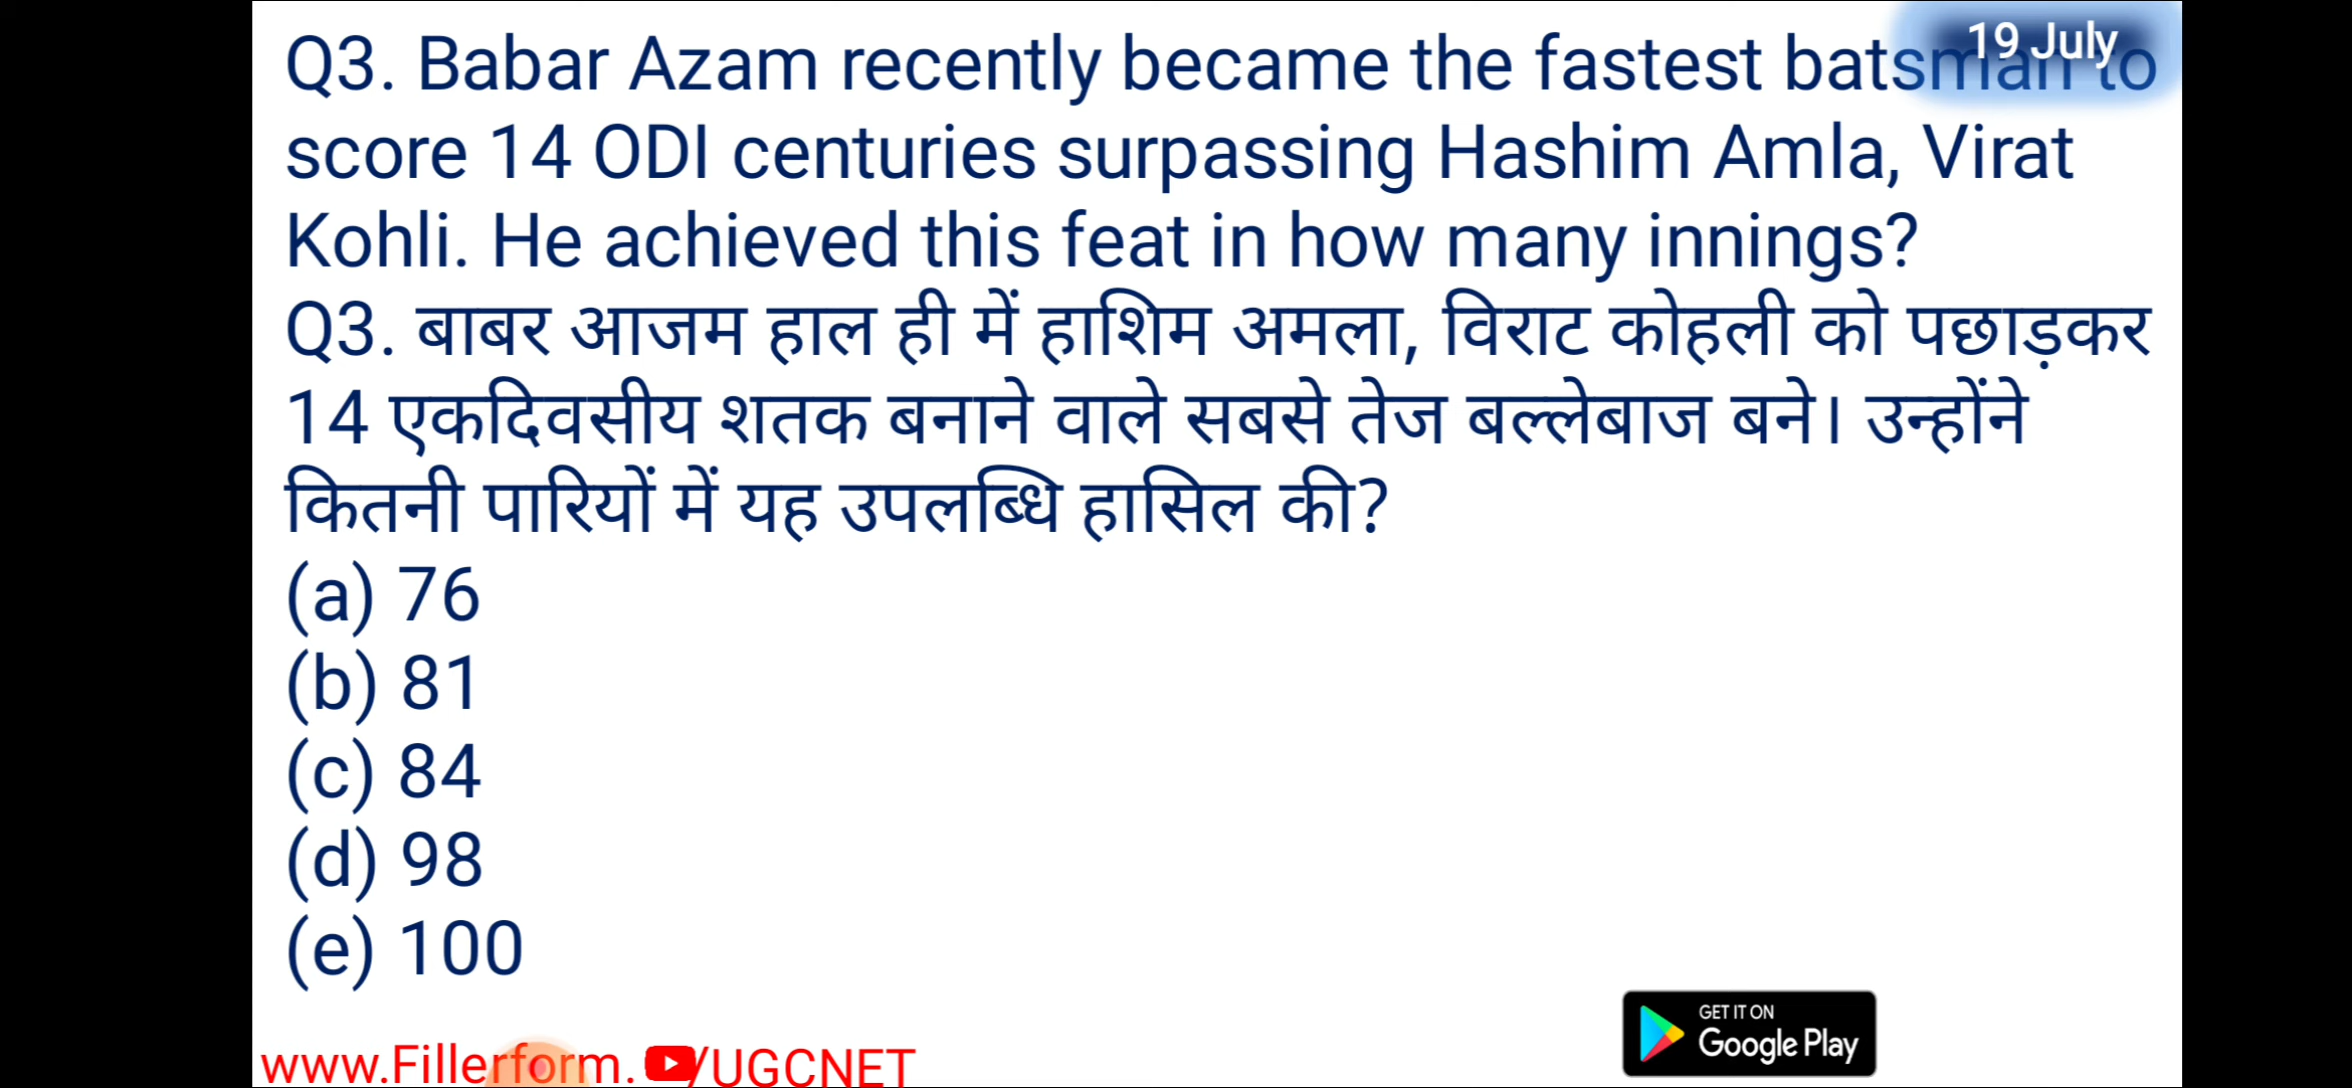 19 July
Q3. Babar Azam recently became the fastest batsman to
score 14 ODI centuries surpassing Hashim Amla, Virat
Kohli. He achieved this feat in how many innings?
Q3. बाबर आजम हाल ही में हाशिम अमला, विराट कोहली को पछाड़कर
14 एकदिवसीय शतक बनाने वाले सबसे तेज बल्लेबाज बने। उन्होंने
कितनी पारियों में यह उपलब्धि हासिल की?
(a) 76
(b) 81
(c) 84
(d) 98
(e) 100
GET IT ON
Google Play
www.Fillerform. /UGCNET